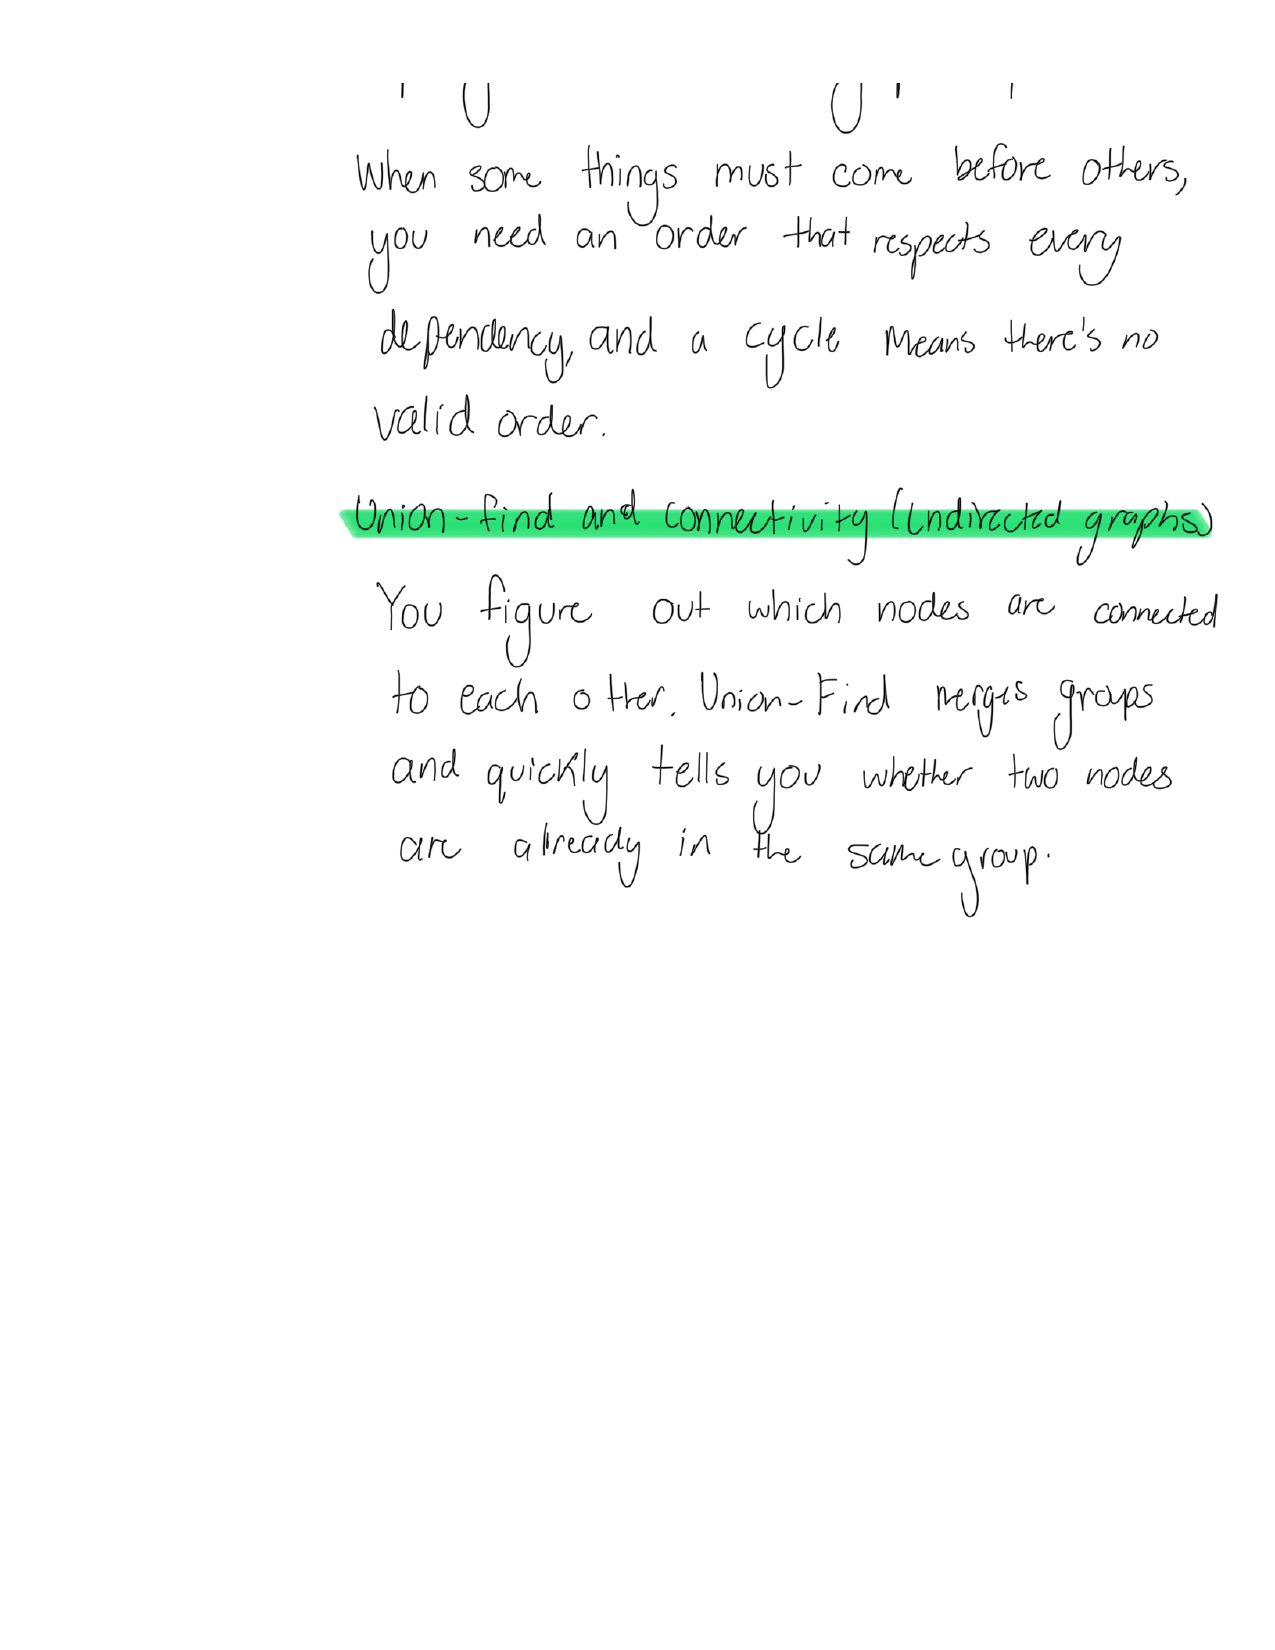 When some things must come before others,
you need an order that respects every
dependency, and a cycle means there's no
valid order.
Union-find and connectivity (Undirected graphs)
You figure out which nodes are connected
to each other. Union-Find merges groups
and quickly tells you whether two nodes
are already in the same group.